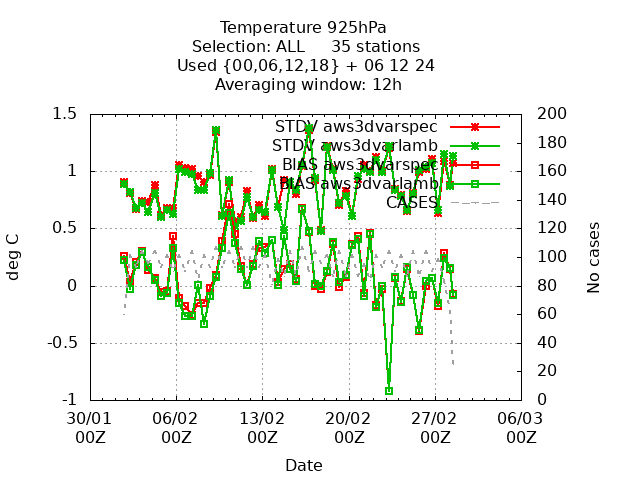 Temperature 925hPa
Selection: ALL 35 stations
Used {00,06,12,18} + 06 12 24
Averaging window: 12h
STDV aws3dvarspec
STDV aws3dvarlamb
BIAS aws3dvarspec
BIAS aws3dvarlamb
CASES
deg C
1.5
1
0.5
0
-0.5
-1
200
180
160
140
120
100
80
60
40
20
0
No cases
30/01 06/02 13/02 20/02 27/02 06/03
00Z 00Z 00Z 00Z 00Z 00Z
Date